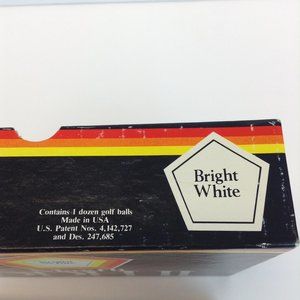 Bright
White
Contains 1 dozen golf balls
Made in USA
U.S. Patent Nos. 4,142,727
and Des. 247,685